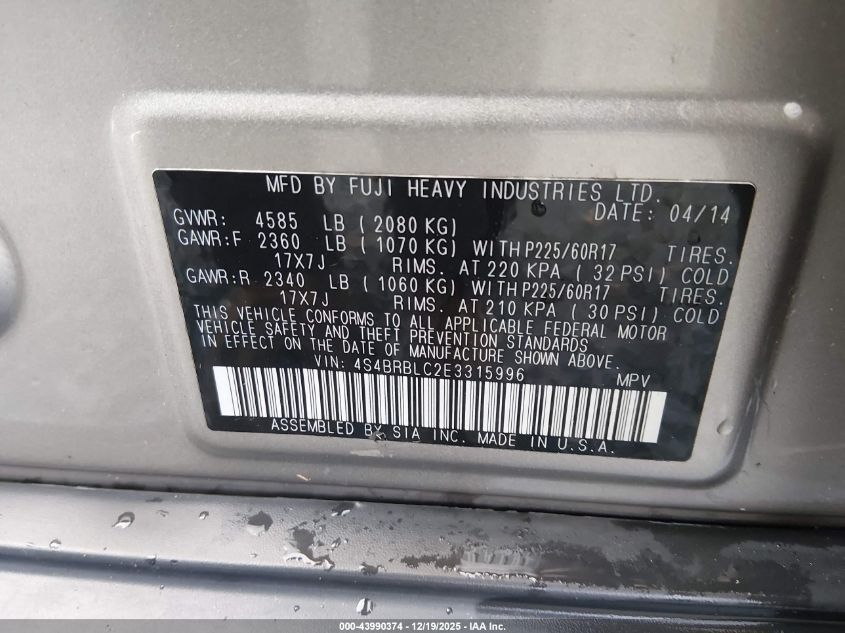 MFD BY FUJI HEAVY INDUSTRIES LTD.
DATE: 04/14
GVWR: 4585 LB ( 2080 KG)
GAWR:F 2360 LB ( 1070 KG) WITH P225/60R17 TIRES.
17X7J RIMS. AT 220 KPA ( 32 PSI) COLD
GAWR:R 2340 LB ( 1060 KG) WITH P225/60R17 TIRES.
17X7J RIMS. AT 210 KPA ( 30 PSI) COLD
THIS VEHICLE CONFORMS TO ALL APPLICABLE FEDERAL MOTOR
VEHICLE SAFETY AND THEFT PREVENTION STANDARDS
IN EFFECT ON THE DATE OF MANUFACTURE SHOWN ABOVE.
VIN: 4S4BRBLC2E3315996 MPV
ASSEMBLED BY SIA INC. MADE IN U.S.A.
000-43990374 | 12/19/2025 - IAA Inc.